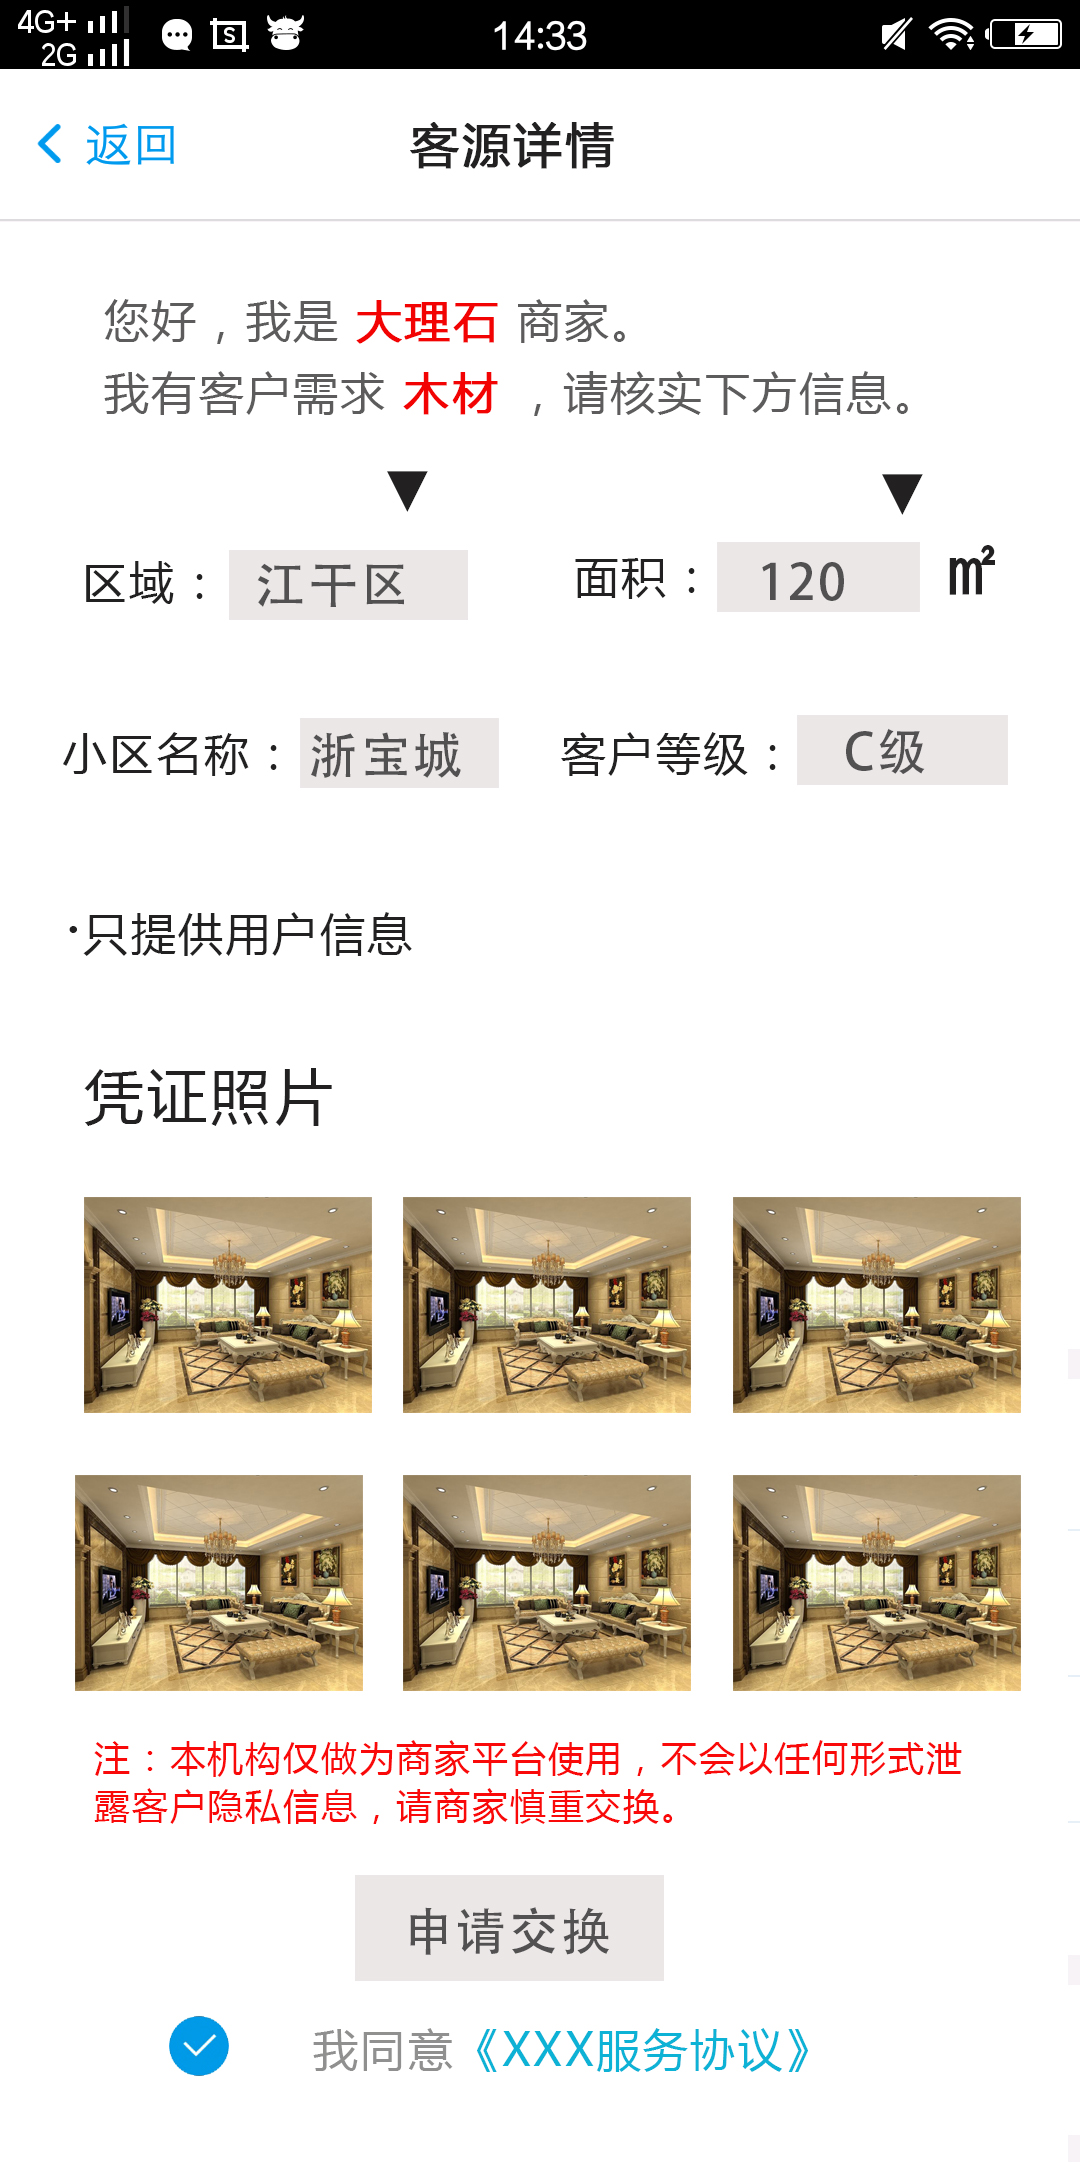 4G+
2G
S
14:33
返回
客源详情
您好，我是 大理石 商家。
我有客户需求 木材 ，请核实下方信息。
▼ ▼
区域： 江干区 面积： 120 m²
小区名称： 浙宝城 客户等级： C级
·只提供用户信息
凭证照片
注：本机构仅做为商家平台使用，不会以任何形式泄
露客户隐私信息，请商家慎重交换。
申请交换
我同意《XXX服务协议》